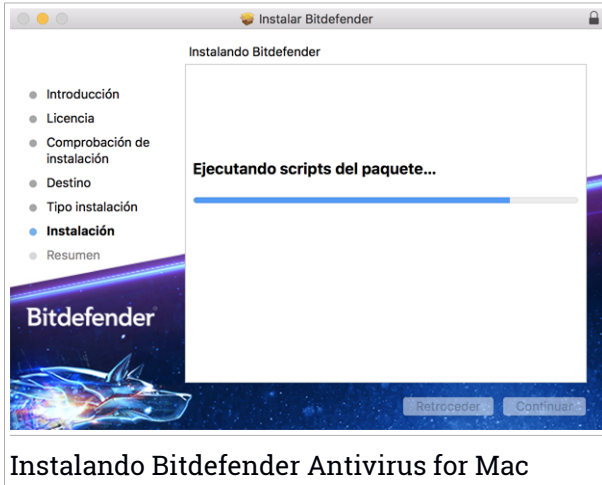 Instalar Bitdefender
Instalando Bitdefender
Introducción
Licencia
Comprobación de
instalación
Destino
Tipo instalación
Instalación
Resumen
Ejecutando scripts del paquete...
Bitdefender
Retroceder
Continuar
Instalando Bitdefender Antivirus for Mac